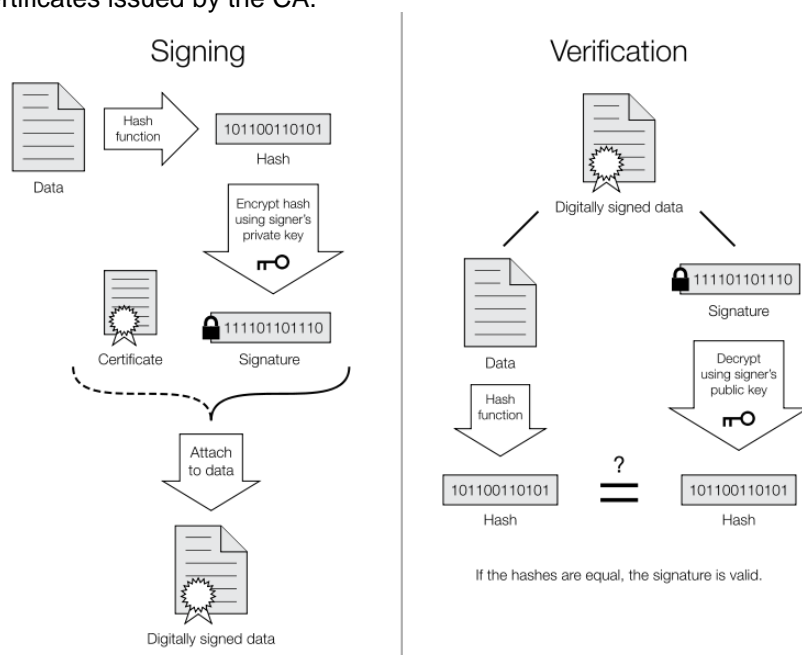 rtificates issued by the CA.
Signing
Hash
function
101100110101
Hash
Data
Encrypt hash
using signer's
private key
111101101110
Certificate
Signature
Attach
to data
Digitally signed data
Verification
Digitally signed data
111101101110
Signature
Data
Hash
function
Decrypt
using signer's
public key
101100110101
Hash
?
=
101100110101
Hash
If the hashes are equal, the signature is valid.